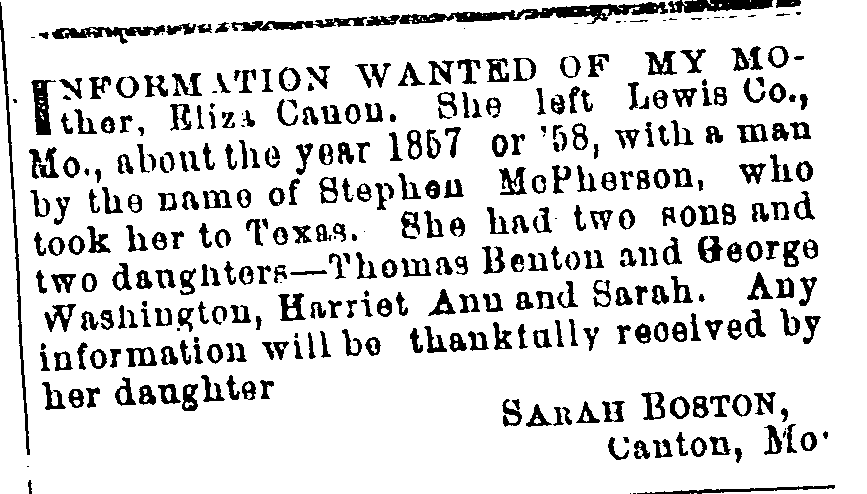 INFORMATION WANTED OF MY MO-
ther, Eliza Canon. She left Lewis Co.,
Mo., about the year 1857 or '58, with a man
by the name of Stephen McPherson, who
took her to Texas. She had two sons and
two daughters—Thomas Benton and George
Washington, Harriet Ann and Sarah. Any
information will be thankfully received by
her daughter
SARAH BOSTON,
Canton, Mo.